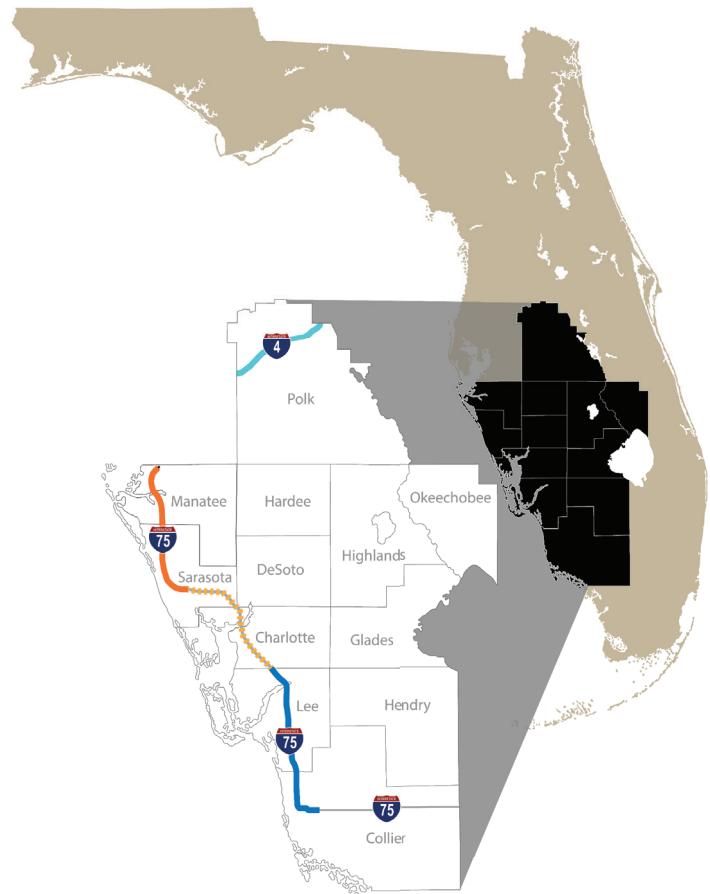 4
Polk
Manatee
Hardee
Okeechobee
75
Highlands
DeSoto
Sarasota
Charlotte
Glades
Lee
Hendry
75
75
Collier